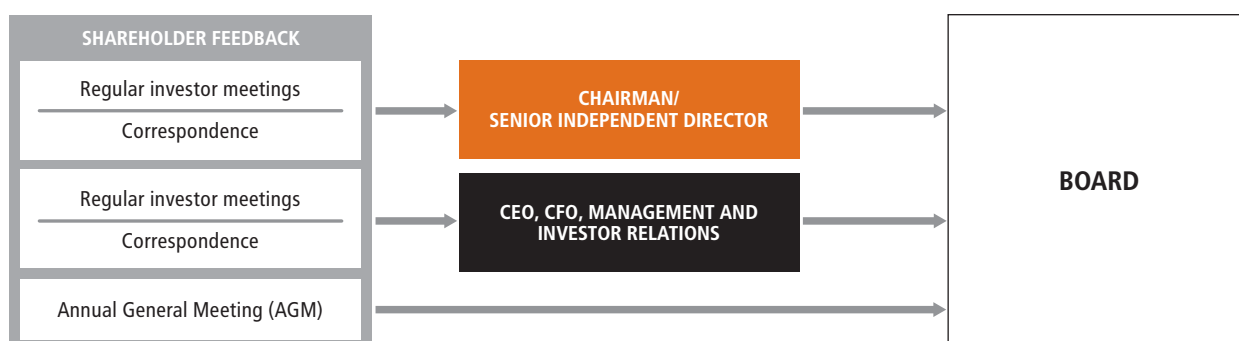 SHAREHOLDER FEEDBACK
Regular investor meetings
Correspondence
Regular investor meetings
Correspondence
Annual General Meeting (AGM)
CHAIRMAN/
SENIOR INDEPENDENT DIRECTOR
CEO, CFO, MANAGEMENT AND
INVESTOR RELATIONS
BOARD